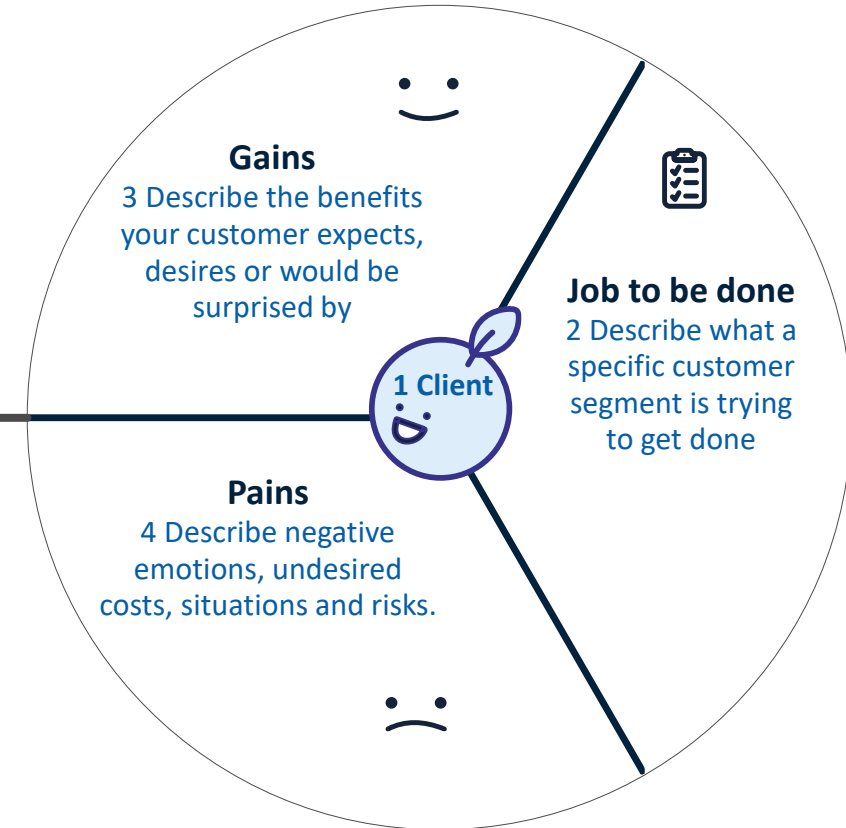 Gains
3 Describe the benefits
your customer expects,
desires or would be
surprised by
Job to be done
2 Describe what a
specific customer
segment is trying
to get done
1 Client
Pains
4 Describe negative
emotions, undesired
costs, situations and risks.